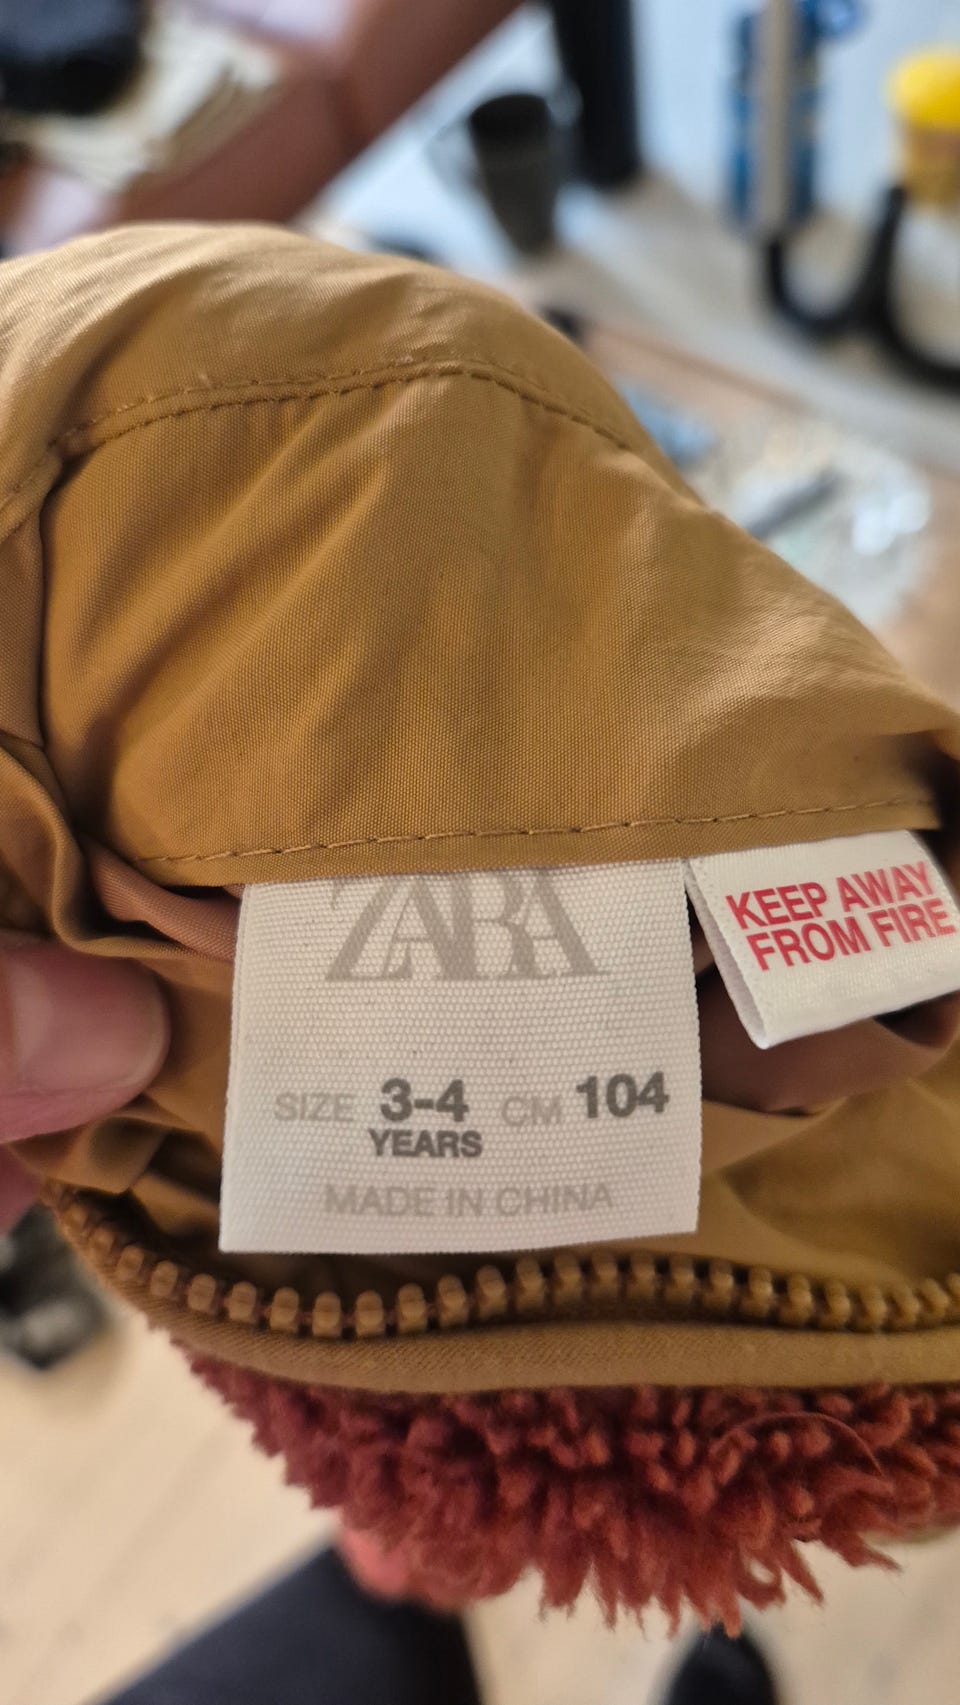 ZARA
SIZE 3-4 YEARS CM 104
MADE IN CHINA
KEEP AWAY
FROM FIRE